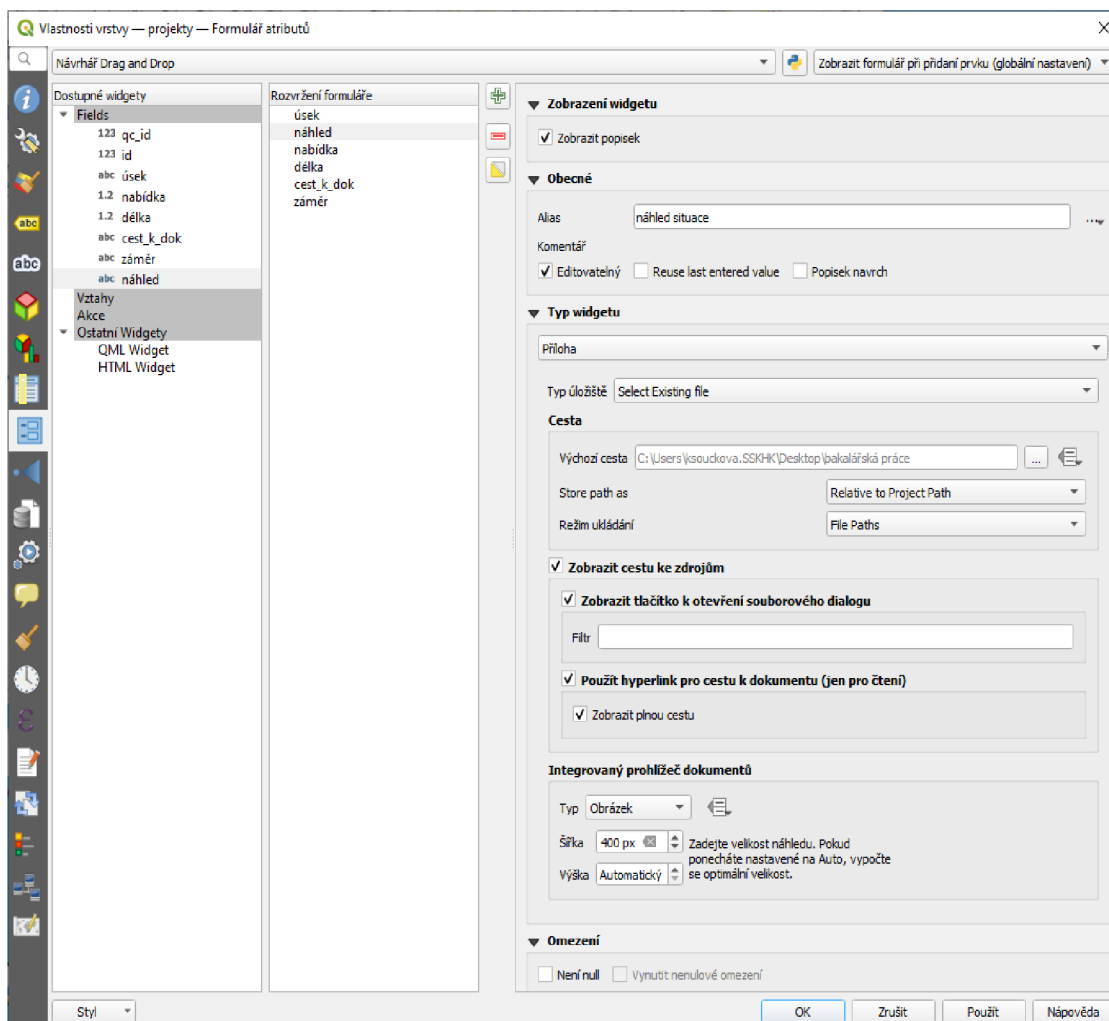 Vlastnosti vrstvy — projekty — Formulář atributů
Návrhář Drag and Drop
Zobrazit formulář při přidání prvku (globální nastavení)
Dostupné widgety
Fields
123 qc_id
123 id
abc úsek
1.2 nabídka
1.2 délka
abc cest_k_dok
abc záměr
abc náhled
Vztahy
Akce
Ostatní Widgety
QML Widget
HTML Widget
Rozvržení formuláře
úsek
náhled
nabídka
délka
cest_k_dok
záměr
Zobrazení widgetu
Zobrazit popisek
Obecné
Alias náhled situace
Komentář
Editovatelný Reuse last entered value Popisek navrch
Typ widgetu
Příloha
Typ úložiště Select Existing file
Cesta
Výchozí cesta C:\Users\ksouckova.SSKHK\Desktop\bakalářská práce ...
Store path as Relative to Project Path
Režim ukládání File Paths
Zobrazit cestu ke zdrojům
Zobrazit tlačítko k otevření souborového dialogu
Filtr
Použít hyperlink pro cestu k dokumentu (jen pro čtení)
Zobrazit plnou cestu
Integrovaný prohlížeč dokumentů
Typ Obrázek
Šířka 400 px
Výška Automatický
Zadejte velikost náhledu. Pokud
ponecháte nastavené na Auto, vypočte
se optimální velikost.
Omezení
Není null Vynutit nenulové omezení
Styl
OK Zrušit Použít Nápověda
abc
abc